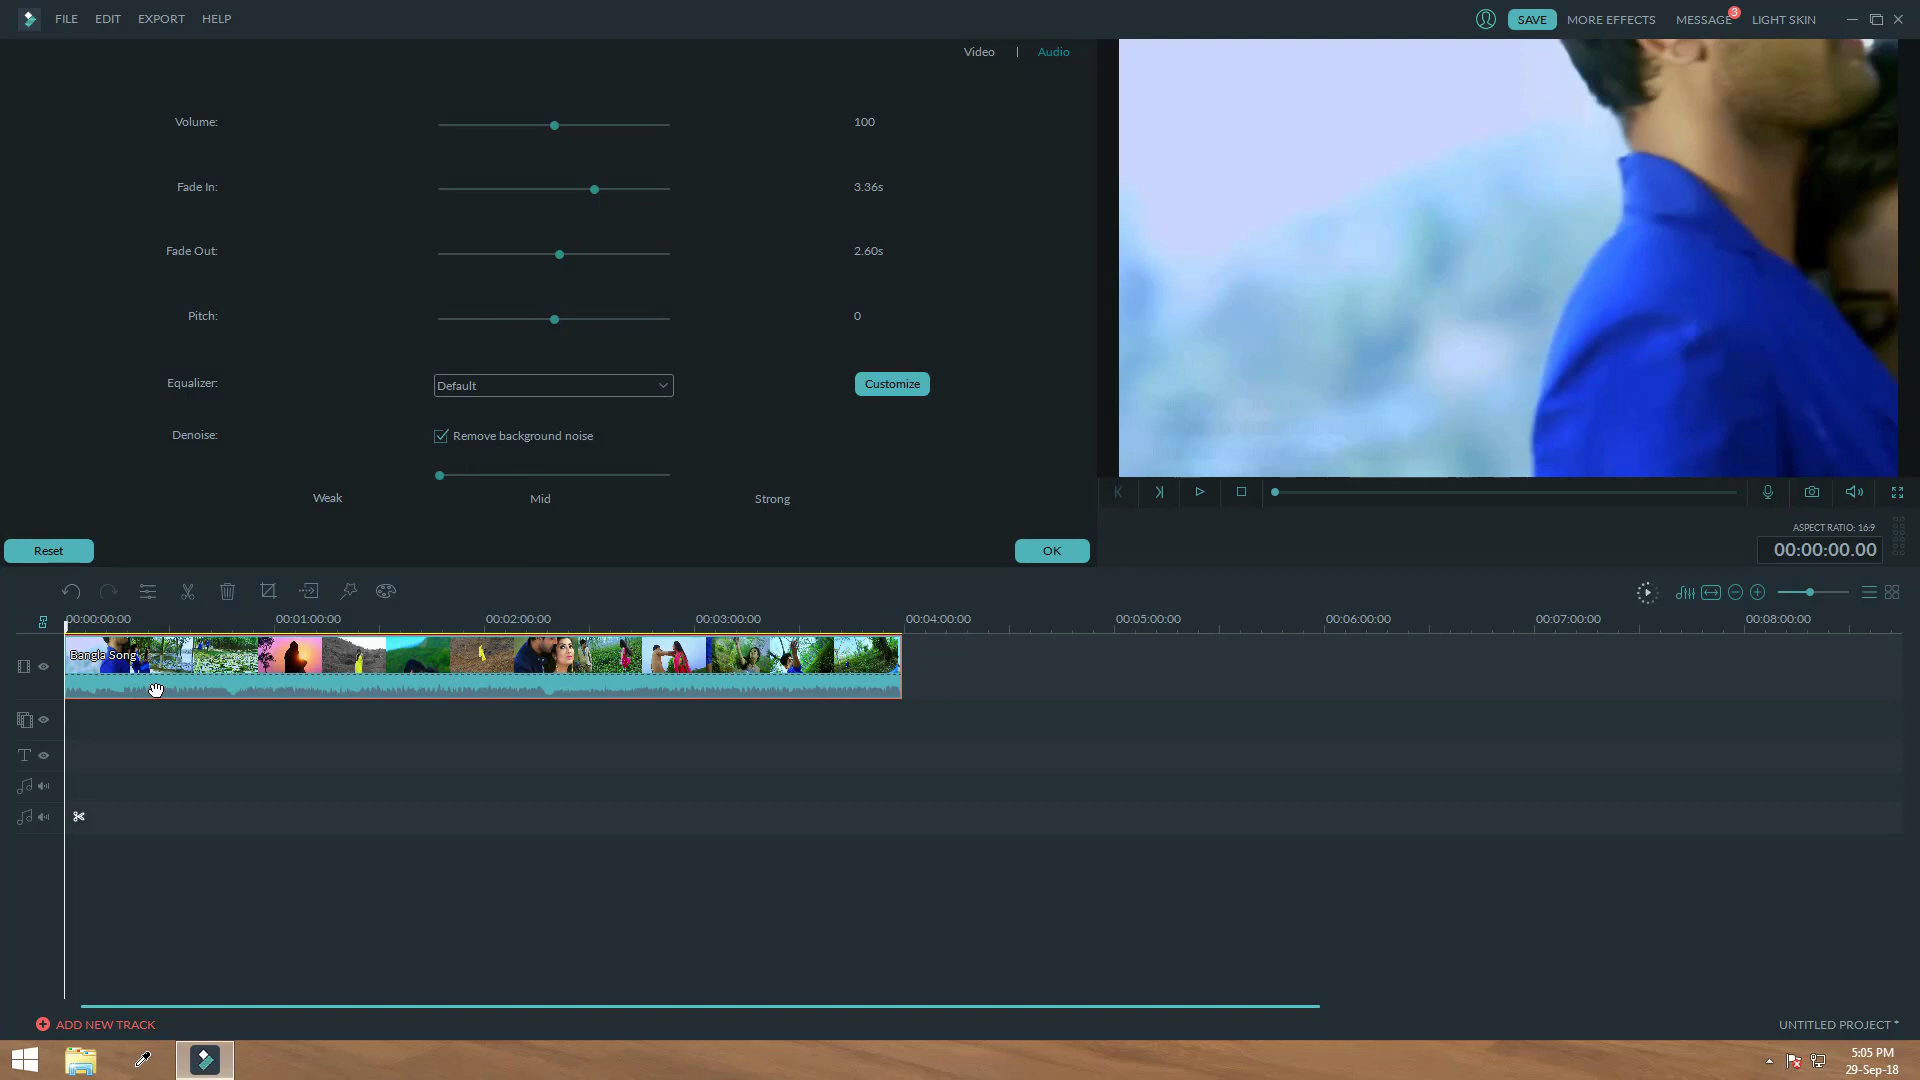 FILE EDIT EXPORT HELP
SAVE MORE EFFECTS MESSAGE 3 LIGHT SKIN
Video | Audio
Volume: 100
Fade In: 3.36s
Fade Out: 2.60s
Pitch: 0
Equalizer: Default Customize
Denoise: Remove background noise
Weak Mid Strong
ASPECT RATIO: 16:9
Reset OK 00:00:00.00
00:00:00:00 00:01:00:00 00:02:00:00 00:03:00:00 00:04:00:00 00:05:00:00 00:06:00:00 00:07:00:00 00:08:00:00
Bangla Song
ADD NEW TRACK UNTITLED PROJECT *
5:05 PM
29-Sep-18